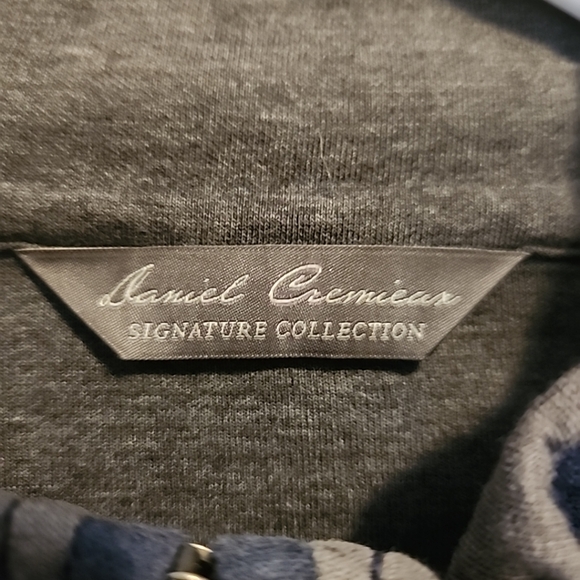 Daniel Cremieux
SIGNATURE COLLECTION